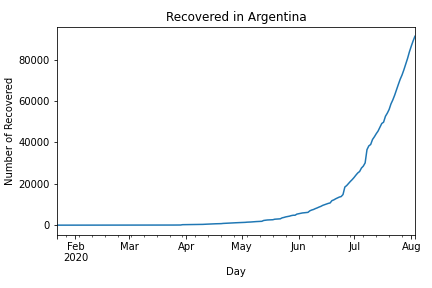 Recovered in Argentina
Number of Recovered
80000
60000
40000
20000
0
Feb Mar Apr May Jun Jul Aug
2020
Day